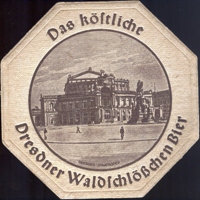 Das köſtliche
Dresdner Waldſchlößchen Bier